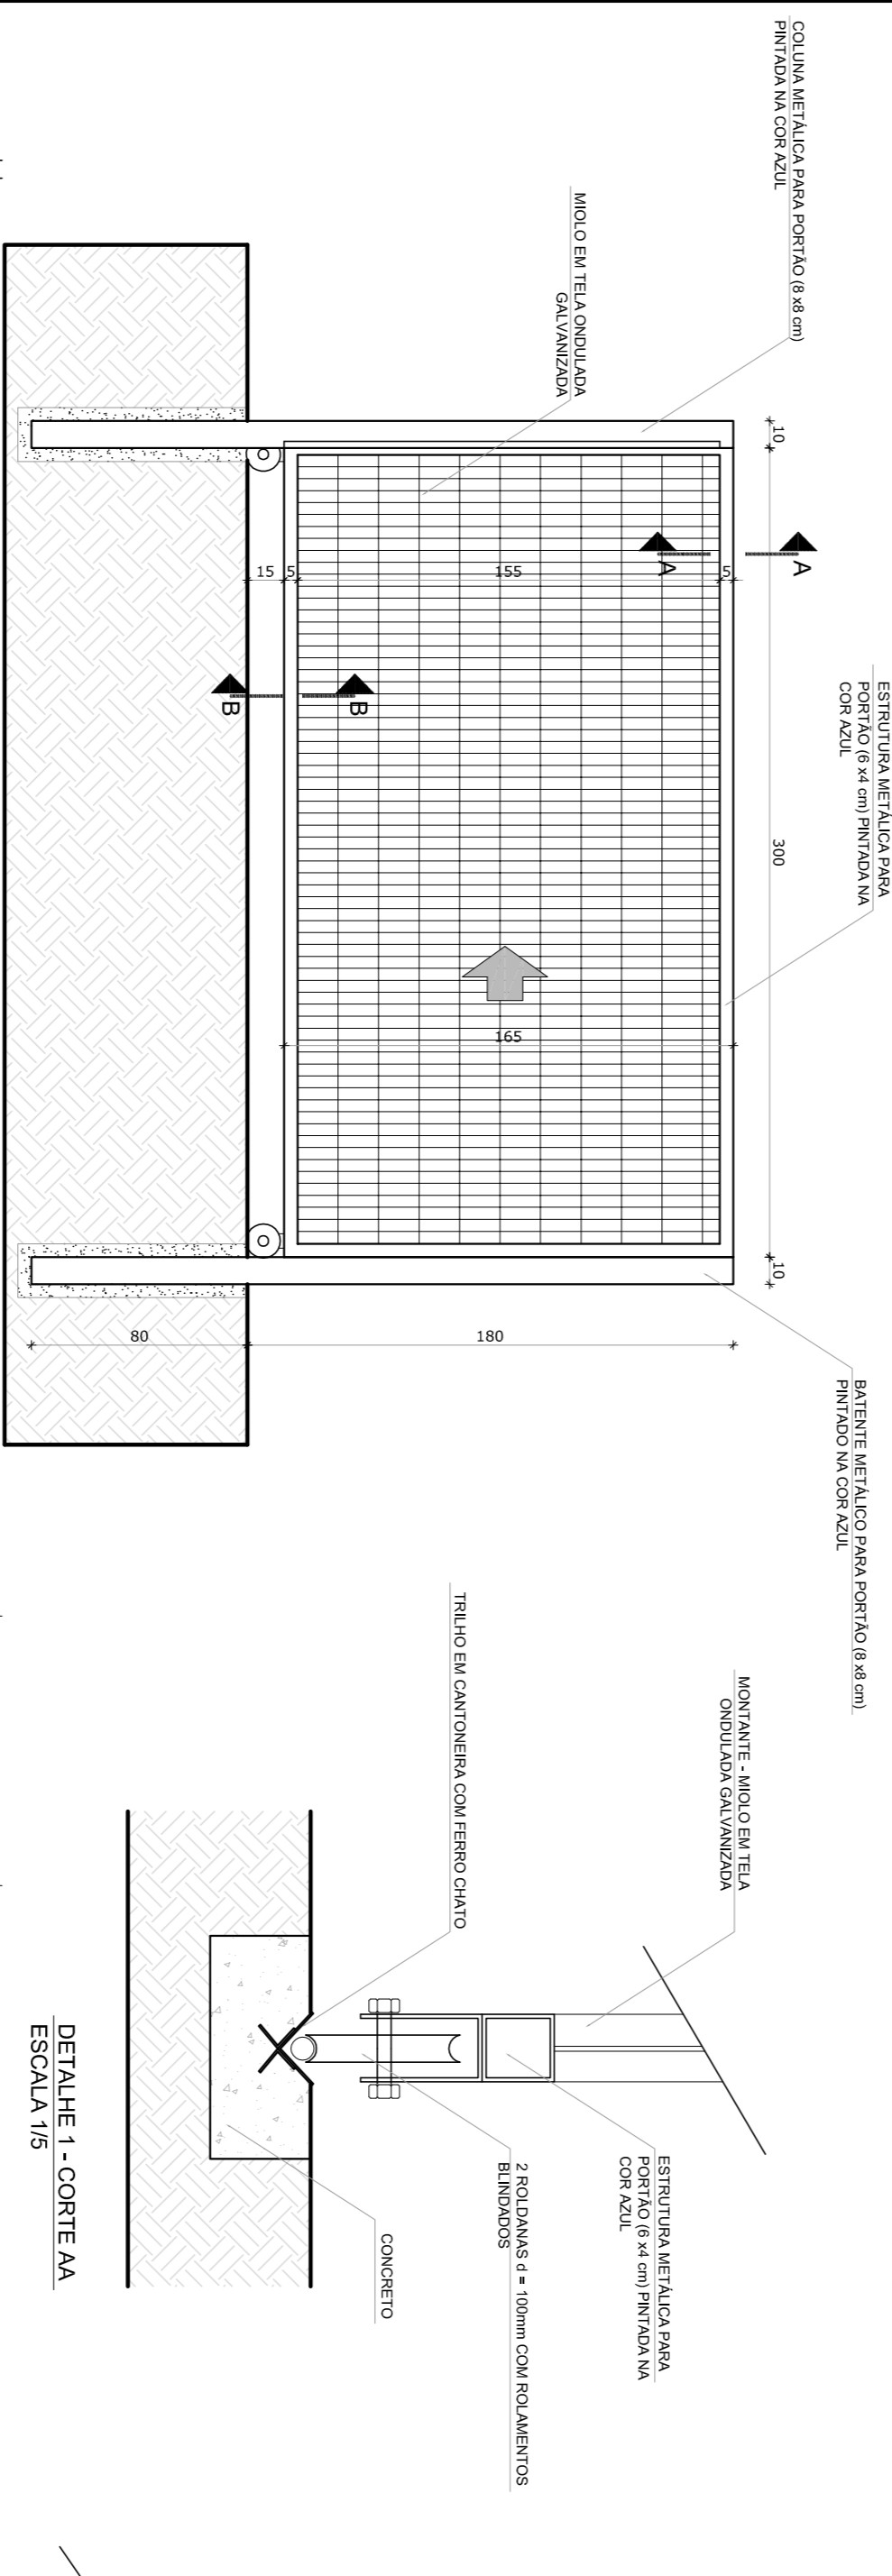 COLUNA METÁLICA PARA PORTÃO (8 x8 cm)
PINTADA NA COR AZUL
MIOLO EM TELA ONDULADA
GALVANIZADA
ESTRUTURA METÁLICA PARA
PORTÃO (6 x4 cm) PINTADA NA
COR AZUL
BATENTE METÁLICO PARA PORTÃO (8 x8 cm)
PINTADO NA COR AZUL
10
300
10
A
A
5
155
5
15
B
B
165
180
80
MONTANTE - MIOLO EM TELA
ONDULADA GALVANIZADA
TRILHO EM CANTONEIRA COM FERRO CHATO
ESTRUTURA METÁLICA PARA
PORTÃO (6 x4 cm) PINTADA NA
COR AZUL
2 ROLDANAS d = 100mm COM ROLAMENTOS
BLINDADOS
CONCRETO
DETALHE 1 - CORTE AA
ESCALA 1/5